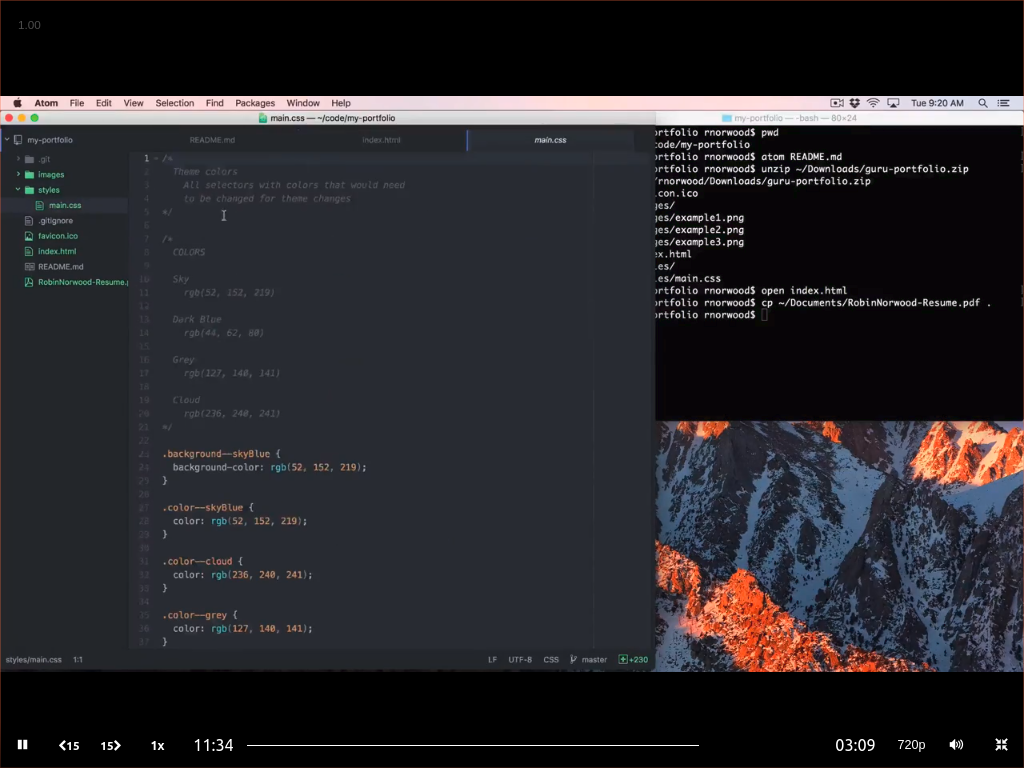 1.00
Atom File Edit View Selection Find Packages Window Help
Tue 9:20 AM
main.css — ~/code/my-portfolio
my-portfolio — -bash — 80×24
my-portfolio
README.md
index.html
main.css
.git
images
styles
main.css
.gitignore
favicon.ico
index.html
README.md
RobinNorwood-Resume.p
1 /*
2 Theme colors
3 All selectors with colors that would need
4 to be changed for theme changes
5 */
6
7 /*
8 COLORS
9
10 Sky
11 rgb(52, 152, 219)
12
13 Dark Blue
14 rgb(44, 62, 80)
15
16 Grey
17 rgb(127, 140, 141)
18
19 Cloud
20 rgb(236, 240, 241)
21 */
22
23 .background--skyBlue {
24 background-color: rgb(52, 152, 219);
25 }
26
27 .color--skyBlue {
28 color: rgb(52, 152, 219);
29 }
30
31 .color--cloud {
32 color: rgb(236, 240, 241);
33 }
34
35 .color--grey {
36 color: rgb(127, 140, 141);
37 }
styles/main.css 1:1
LF UTF-8 CSS master +230
ortfolio rnorwood$ pwd
code/my-portfolio
ortfolio rnorwood$ atom README.md
ortfolio rnorwood$ unzip ~/Downloads/guru-portfolio.zip
/rnorwood/Downloads/guru-portfolio.zip
con.ico
ges/
ges/example1.png
ges/example2.png
ges/example3.png
ex.html
les/
les/main.css
ortfolio rnorwood$ open index.html
ortfolio rnorwood$ cp ~/Documents/RobinNorwood-Resume.pdf .
ortfolio rnorwood$
15 15 1x 11:34 03:09 720p